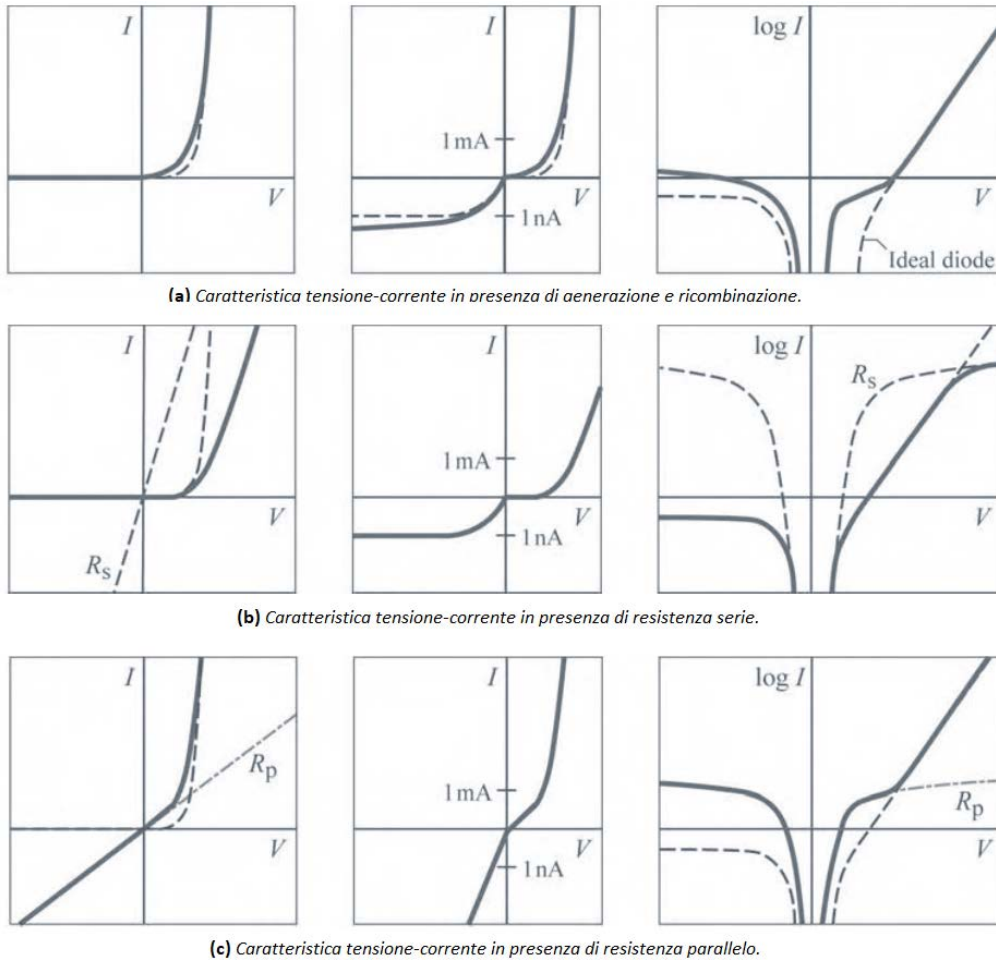 I
I
log I
1 mA
V
V
V
1 nA
Ideal diode
(a) Caratteristica tensione-corrente in presenza di aenerazione e ricombinazione.
I
I
log I
Rs
1 mA
V
V
V
Rs
1 nA
(b) Caratteristica tensione-corrente in presenza di resistenza serie.
I
I
log I
Rp
1 mA
Rp
V
V
V
1 nA
(c) Caratteristica tensione-corrente in presenza di resistenza parallelo.